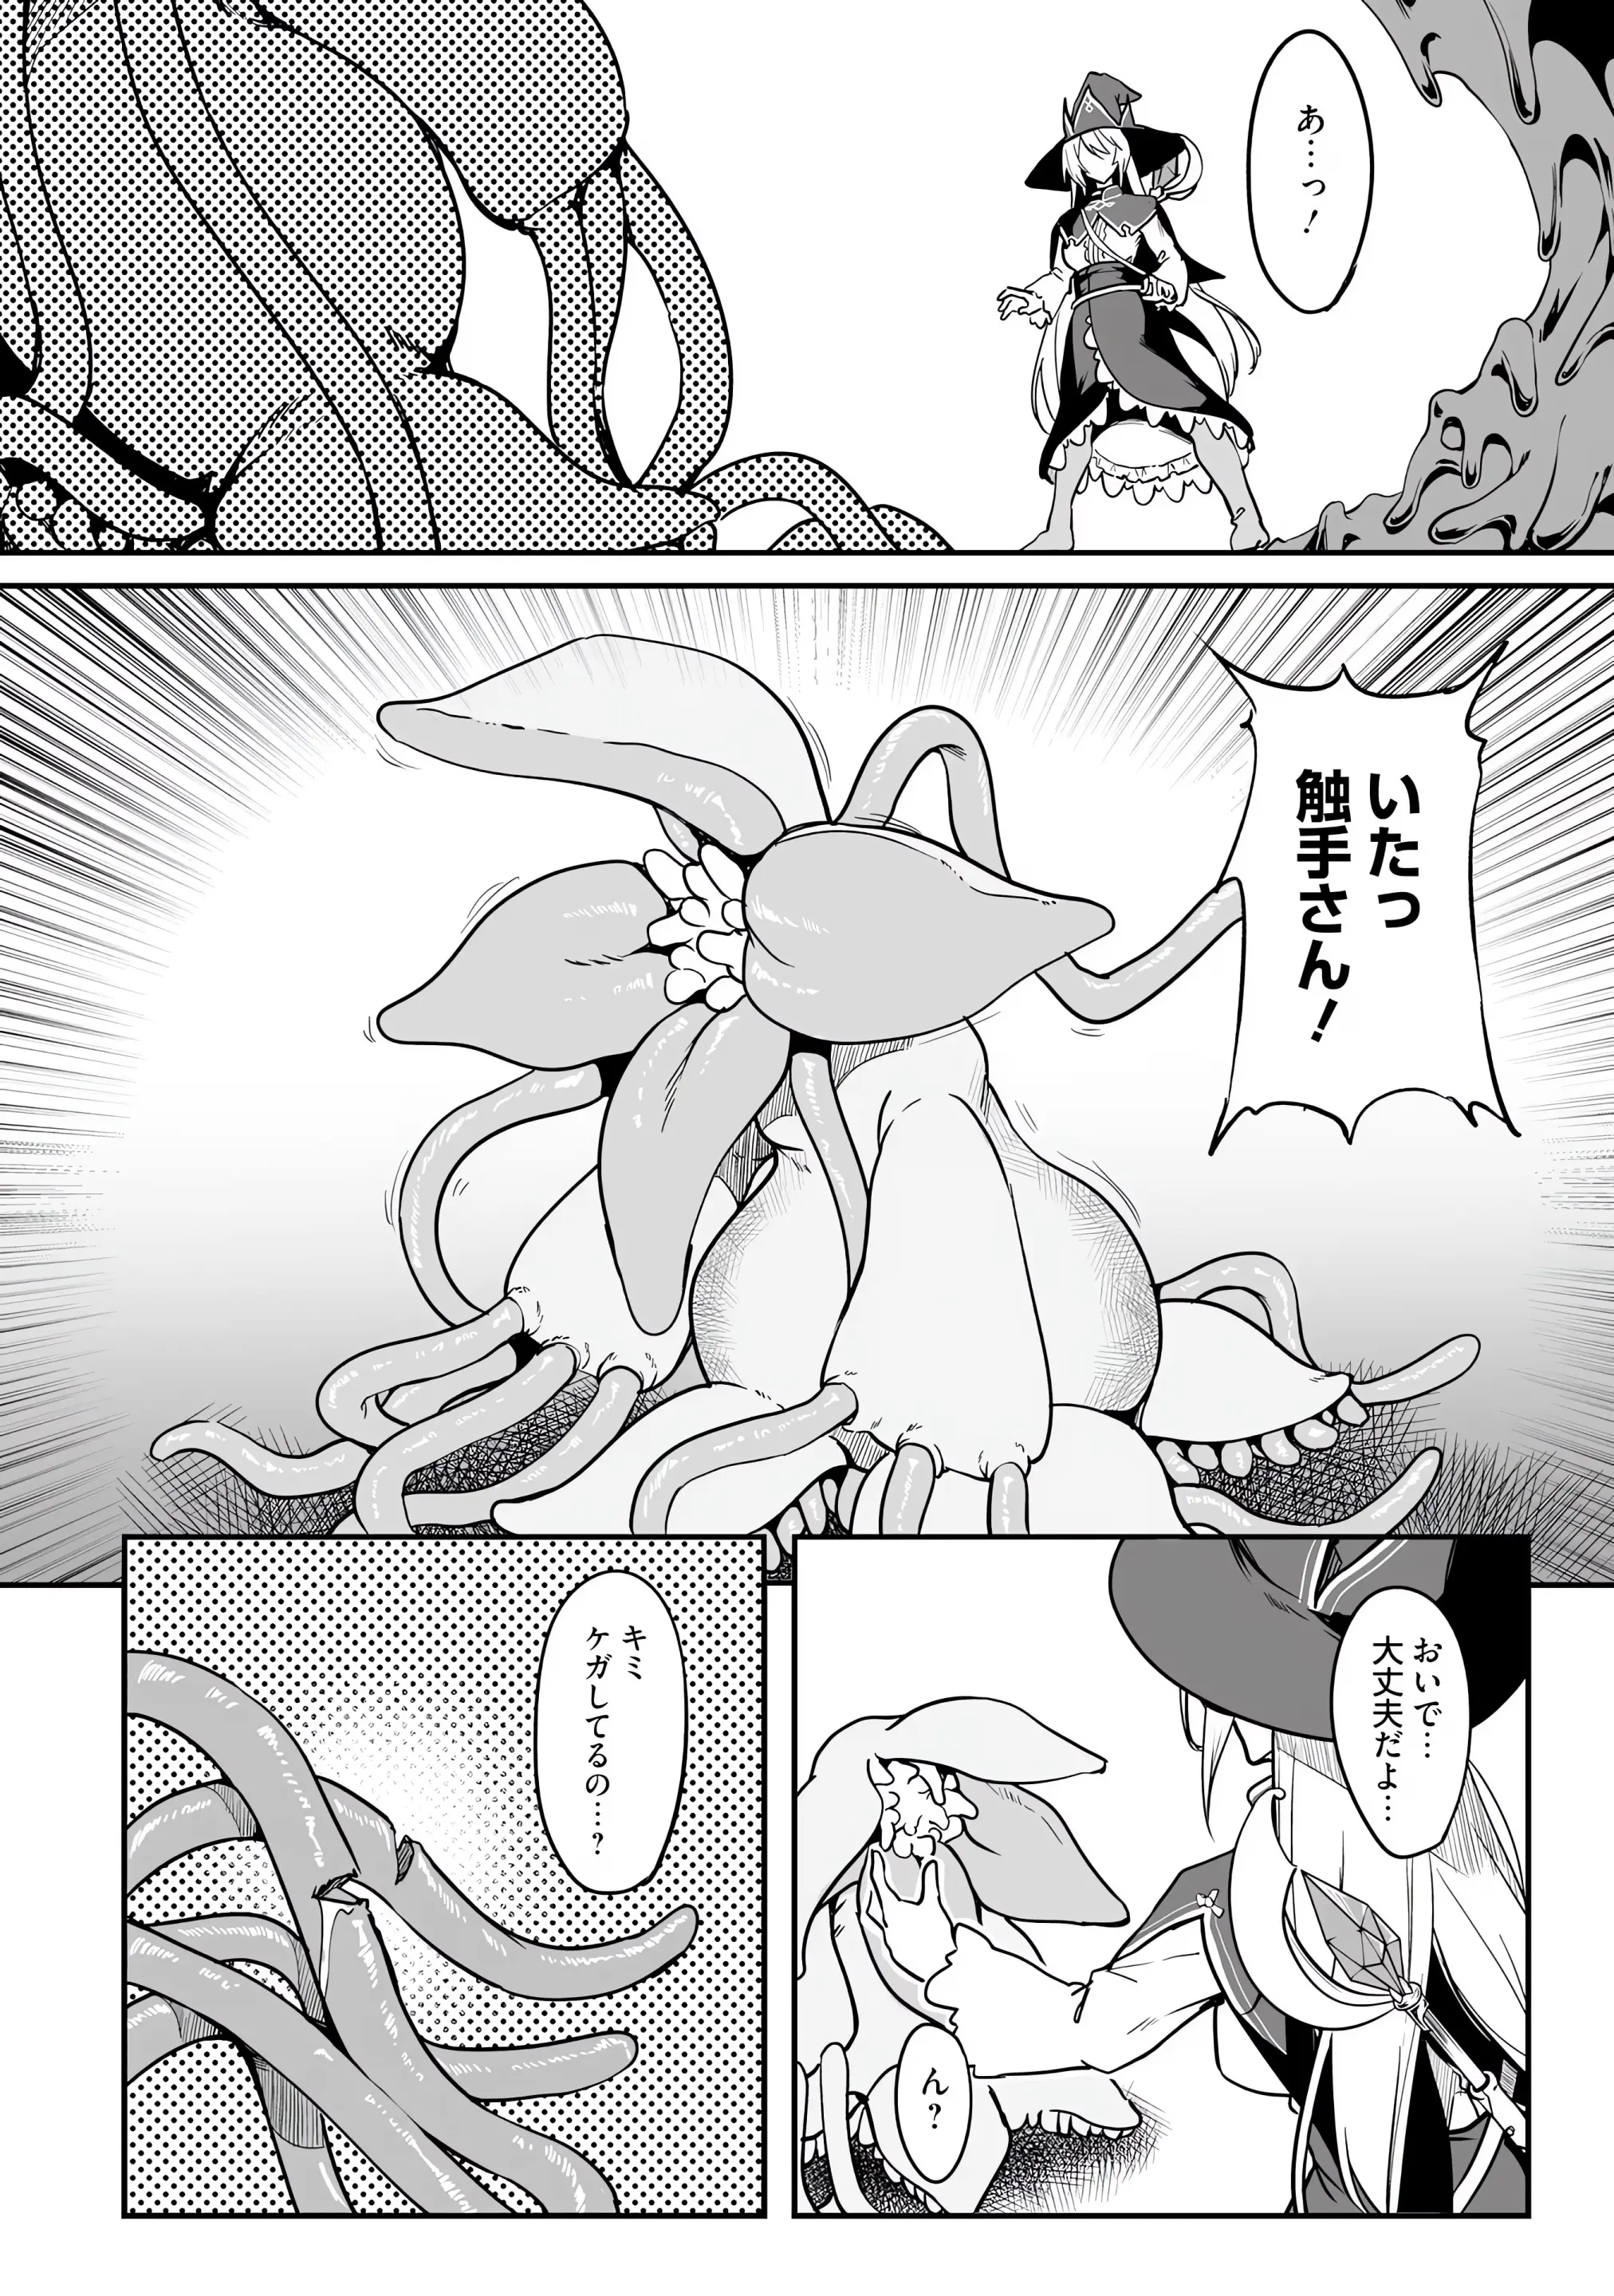 あ…っ！
いたっ
触手さん！
おいで…
大丈夫だよ…
ん？
キミ
ケガしてるの…？